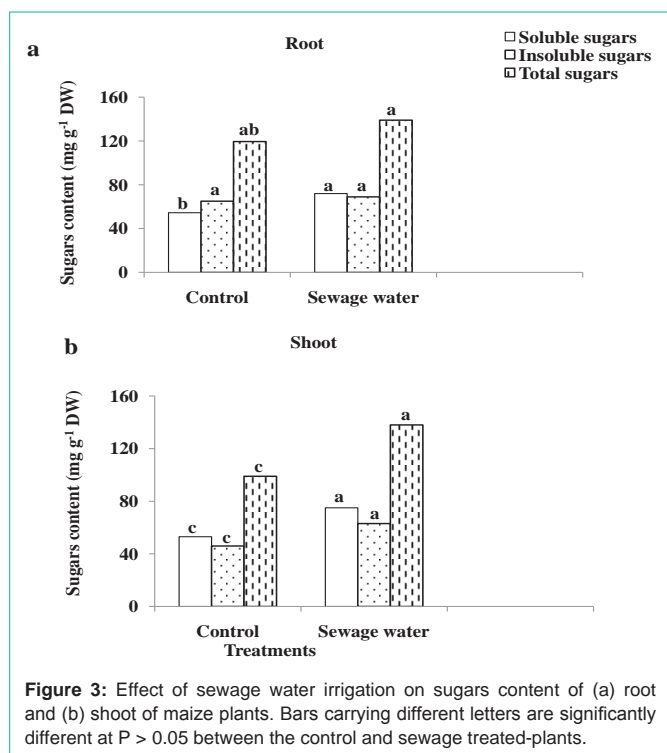 a
Root
Soluble sugars
Insoluble sugars
Total sugars
Sugars content (mg g-1 DW)
160
120
80
40
0
b
a
ab
a
a
a
Control
Sewage water
b
Shoot
Sugars content (mg g-1 DW)
160
120
80
40
0
c
c
c
a
a
a
Control
Sewage water
Treatments
Figure 3: Effect of sewage water irrigation on sugars content of (a) root
and (b) shoot of maize plants. Bars carrying different letters are significantly
different at P > 0.05 between the control and sewage treated-plants.